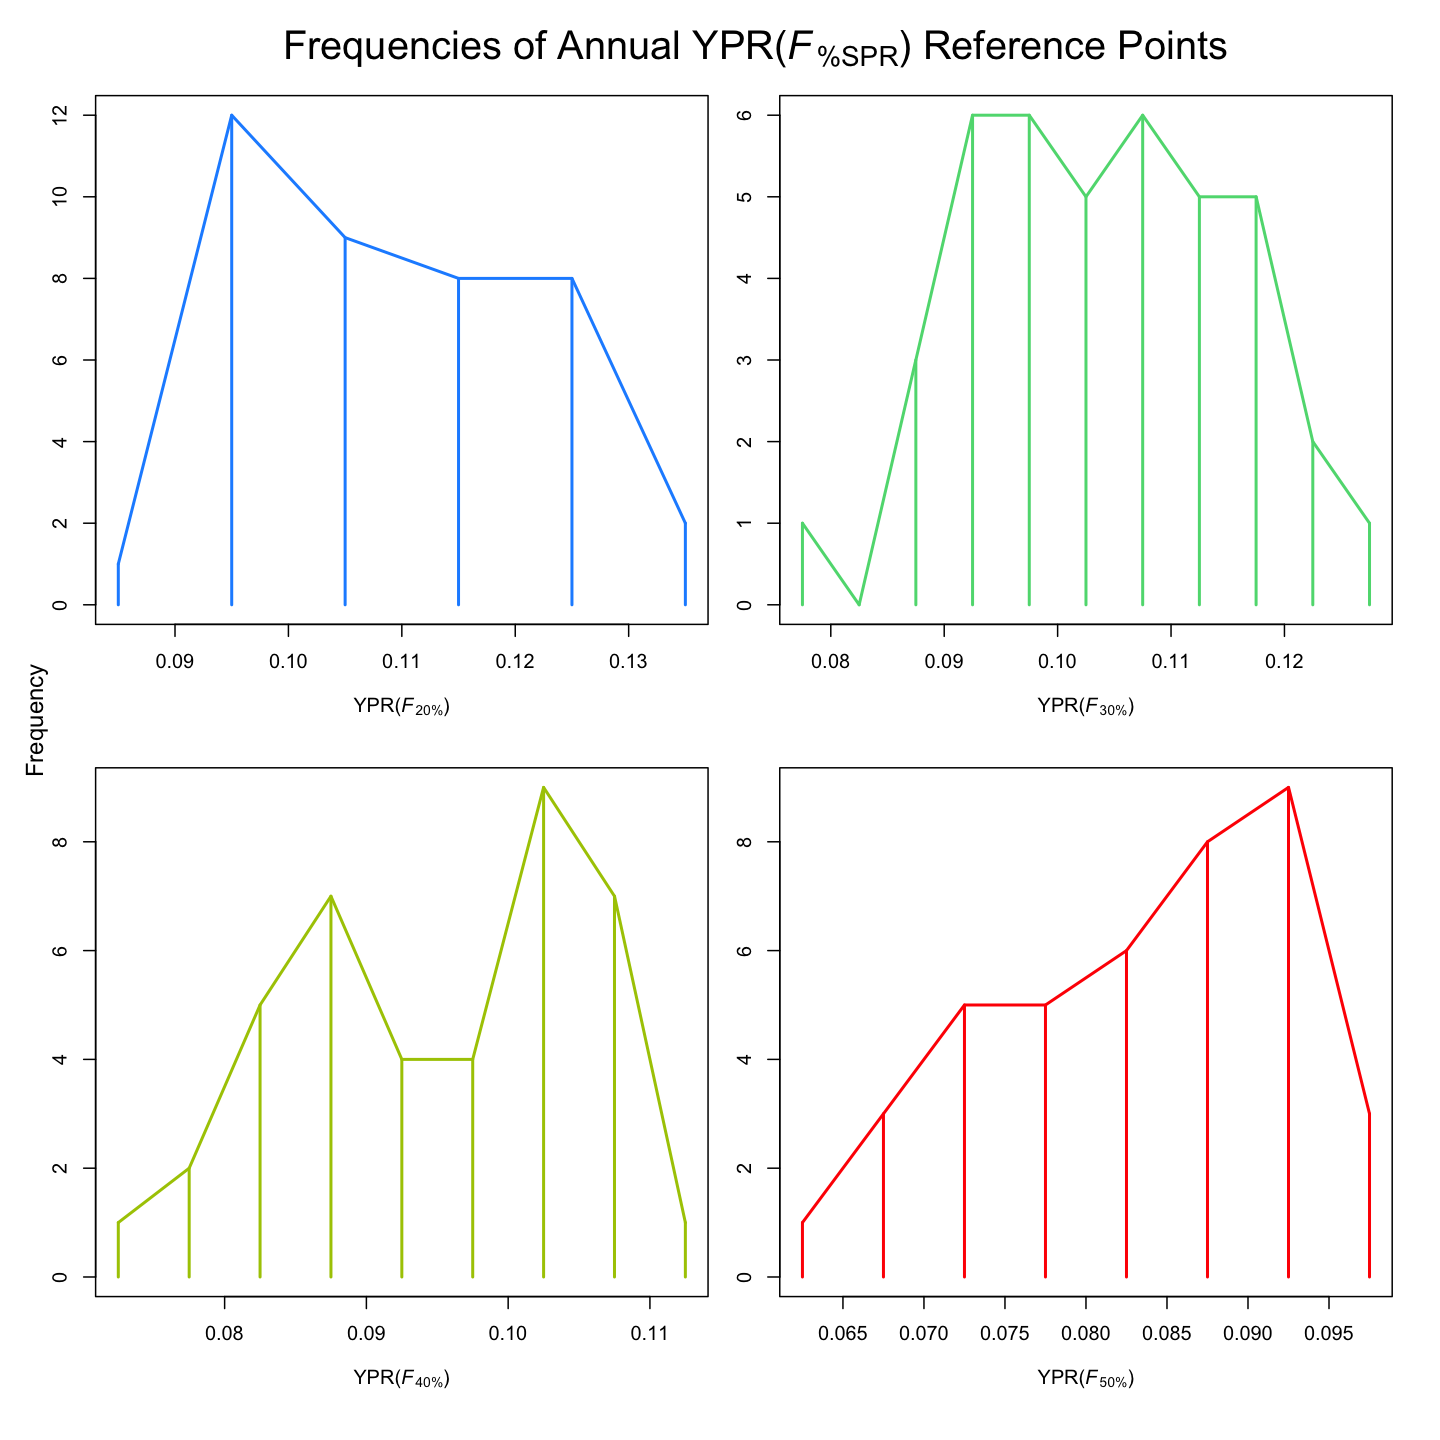 Frequencies of Annual YPR(F%SPR) Reference Points
Frequency
0 2 4 6 8 10 12
0.09 0.10 0.11 0.12 0.13
YPR(F20%)
0 1 2 3 4 5 6
0.08 0.09 0.10 0.11 0.12
YPR(F30%)
0 2 4 6 8
0.08 0.09 0.10 0.11
YPR(F40%)
0 2 4 6 8
0.065 0.070 0.075 0.080 0.085 0.090 0.095
YPR(F50%)